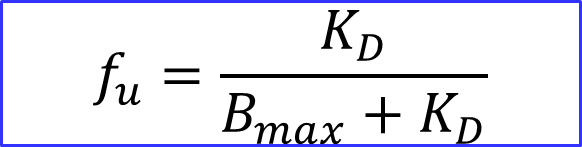 f_u = K_D / (B_max + K_D)